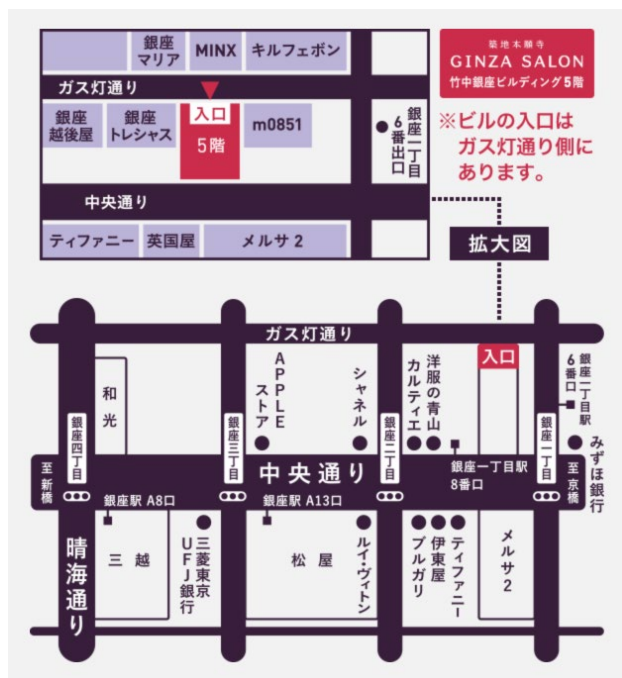 銀座
マリア
MINX
キルフェボン
ガス灯通り
銀座
越後屋
銀座
トレシャス
入口
5階
m0851
銀座一丁目
6番出口
中央通り
ティファニー
英国屋
メルサ2
築地本願寺
GINZA SALON
竹中銀座ビルディング5階
※ビルの入口は
ガス灯通り側に
あります。
拡大図
ガス灯通り
和光
APPLE
ストア
シャネル
洋服の青山
カルティエ
入口
銀座一丁目駅
6番口
銀座四丁目
銀座三丁目
銀座二丁目
銀座一丁目
至新橋
中央通り
銀座一丁目駅
8番口
至京橋
みずほ銀行
銀座駅 A8口
銀座駅 A13口
晴海通り
三越
三菱東京
UFJ銀行
松屋
ルイ・ヴィトン
ブルガリ
伊東屋
ティファニー
メルサ2